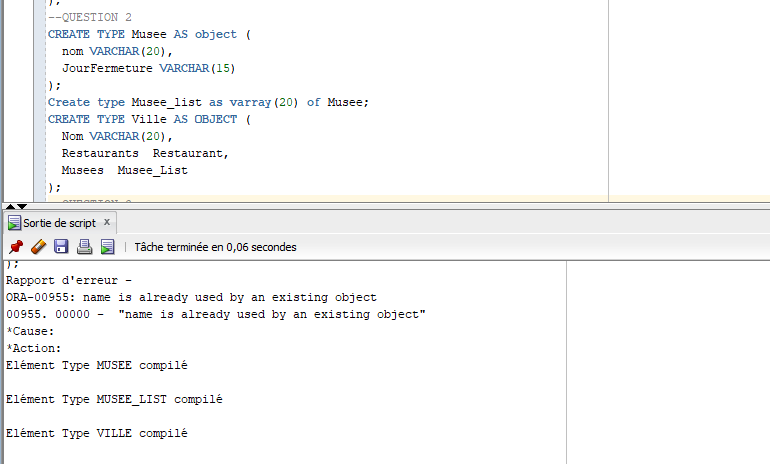 );
--QUESTION 2
CREATE TYPE Musee AS object (
nom VARCHAR(20),
JourFermeture VARCHAR(15)
);
Create type Musee_list as varray(20) of Musee;
CREATE TYPE Ville AS OBJECT (
Nom VARCHAR(20),
Restaurants  Restaurant,
Musees  Musee_List
);
Sortie de script x
Tâche terminée en 0,06 secondes
);
Rapport d'erreur -
ORA-00955: name is already used by an existing object
00955. 00000 -  "name is already used by an existing object"
*Cause:
*Action:
Elément Type MUSEE compilé
Elément Type MUSEE_LIST compilé
Elément Type VILLE compilé